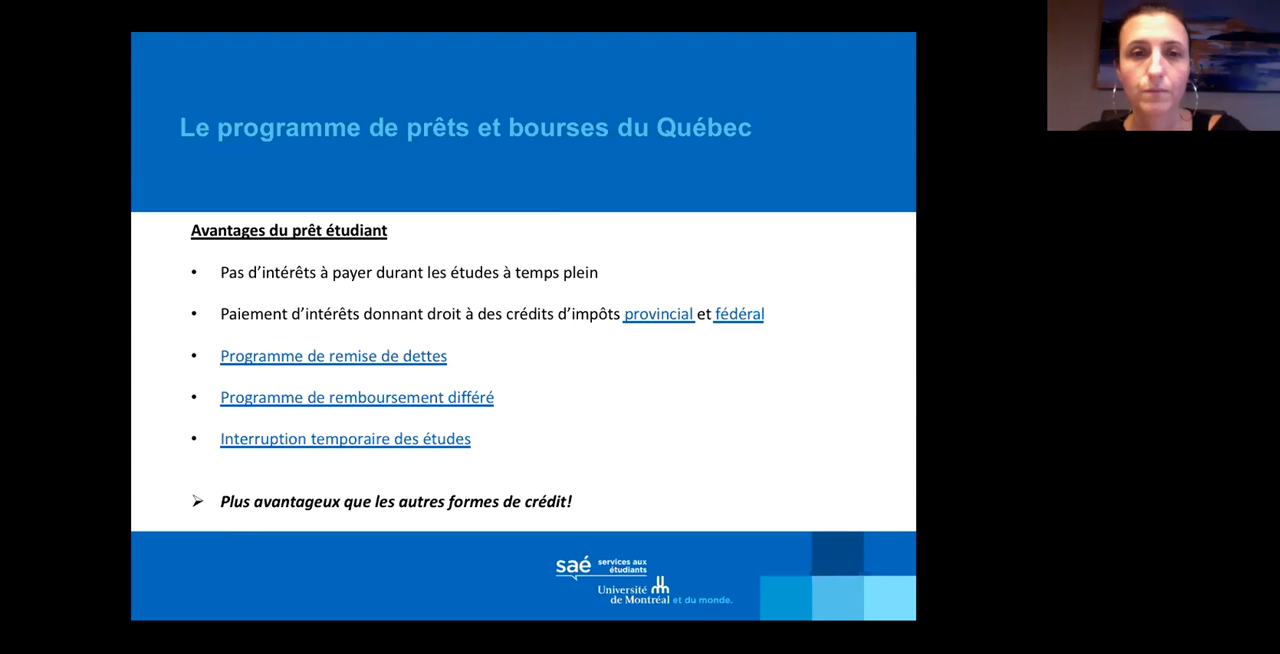 Le programme de prêts et bourses du Québec
Avantages du prêt étudiant
• Pas d’intérêts à payer durant les études à temps plein
• Paiement d’intérêts donnant droit à des crédits d’impôts provincial et fédéral
• Programme de remise de dettes
• Programme de remboursement différé
• Interruption temporaire des études
➢ Plus avantageux que les autres formes de crédit!
saé services aux
étudiants
Université
de Montréal et du monde.